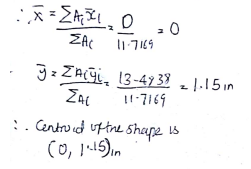 ∴ x̄ = ΣAᵢx̄ᵢ / ΣAᵢ = 0 / 11.7169 = 0
ȳ = ΣAᵢȳᵢ / ΣAᵢ = 13.4938 / 11.7169 = 1.15 in
∴ Centroid of the shape is
(0, 1.15) in